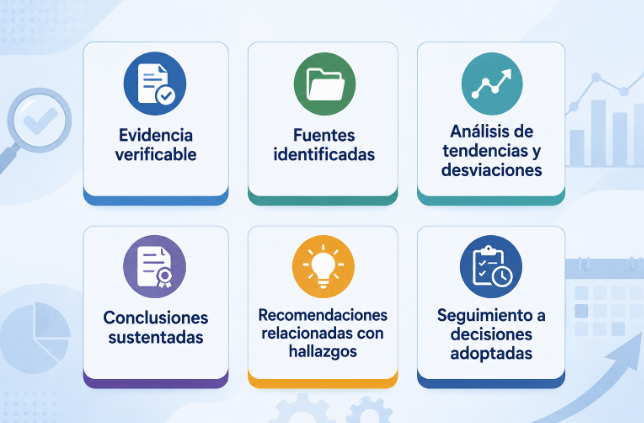 Evidencia
verificable
Fuentes
identificadas
Análisis de
tendencias y
desviaciones
Conclusiones
sustentadas
Recomendaciones
relacionadas con
hallazgos
Seguimiento a
decisiones
adoptadas